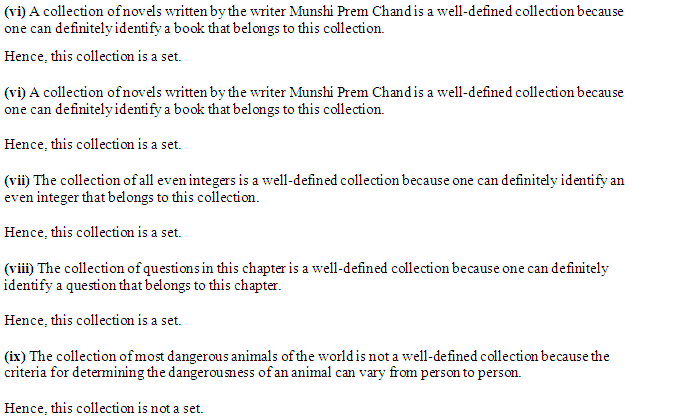 (vi) A collection of novels written by the writer Munshi Prem Chand is a well-defined collection because
one can definitely identify a book that belongs to this collection.
Hence, this collection is a set.
(vi) A collection of novels written by the writer Munshi Prem Chand is a well-defined collection because
one can definitely identify a book that belongs to this collection.
Hence, this collection is a set.
(vii) The collection of all even integers is a well-defined collection because one can definitely identify an
even integer that belongs to this collection.
Hence, this collection is a set.
(viii) The collection of questions in this chapter is a well-defined collection because one can definitely
identify a question that belongs to this chapter.
Hence, this collection is a set.
(ix) The collection of most dangerous animals of the world is not a well-defined collection because the
criteria for determining the dangerousness of an animal can vary from person to person.
Hence, this collection is not a set.